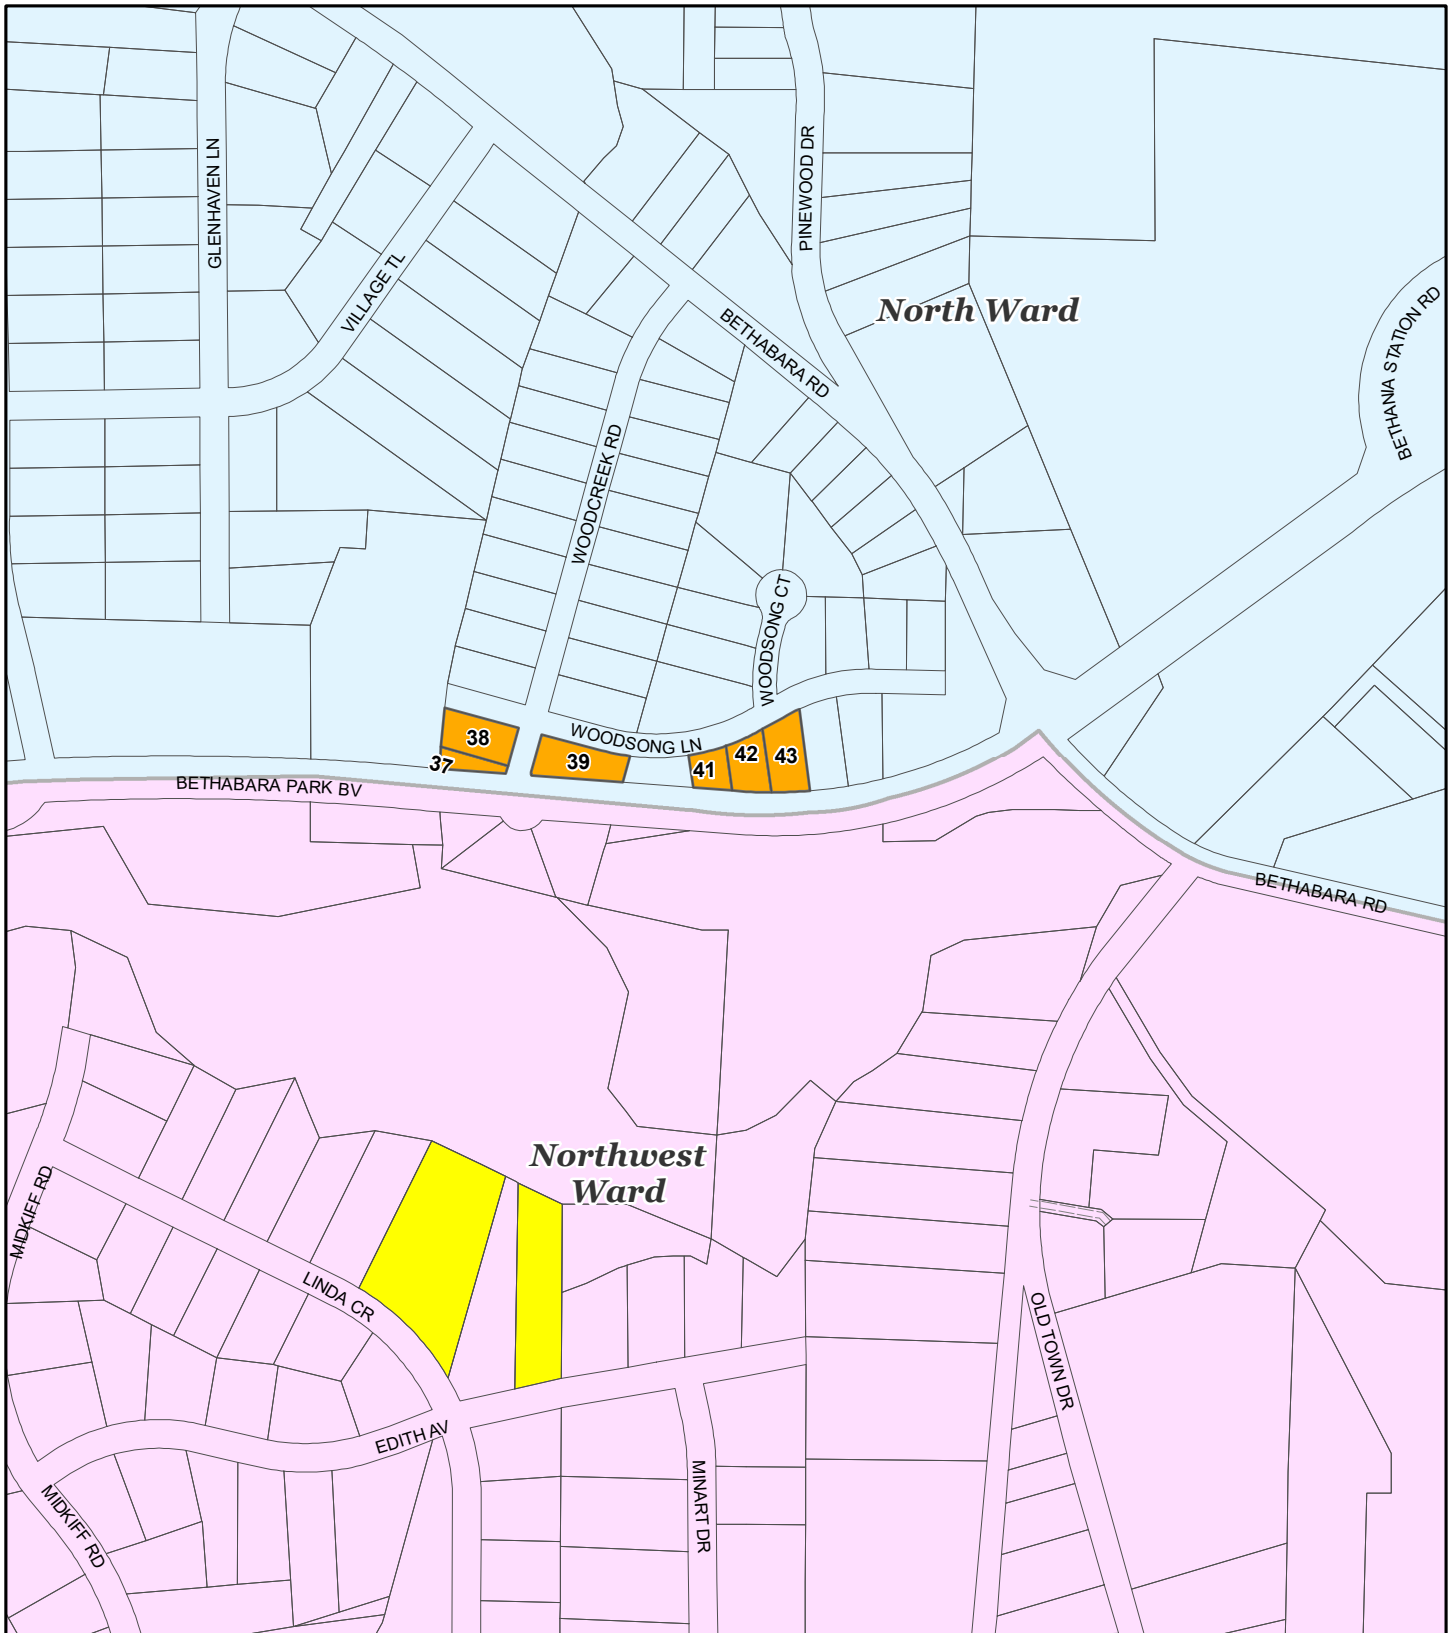 GLENHAVEN LN
PINEWOOD DR
VILLAGE TL
North Ward
BETHABARA RD
BETHANIA STATION RD
WOODCREEK RD
WOODSONG CT
WOODSONG LN
38
37
39
41
42
43
BETHABARA PARK BV
BETHABARA RD
Northwest
Ward
MIDKIFF RD
LINDA CR
OLD TOWN DR
EDITH AV
MINART DR
MIDKIFF RD